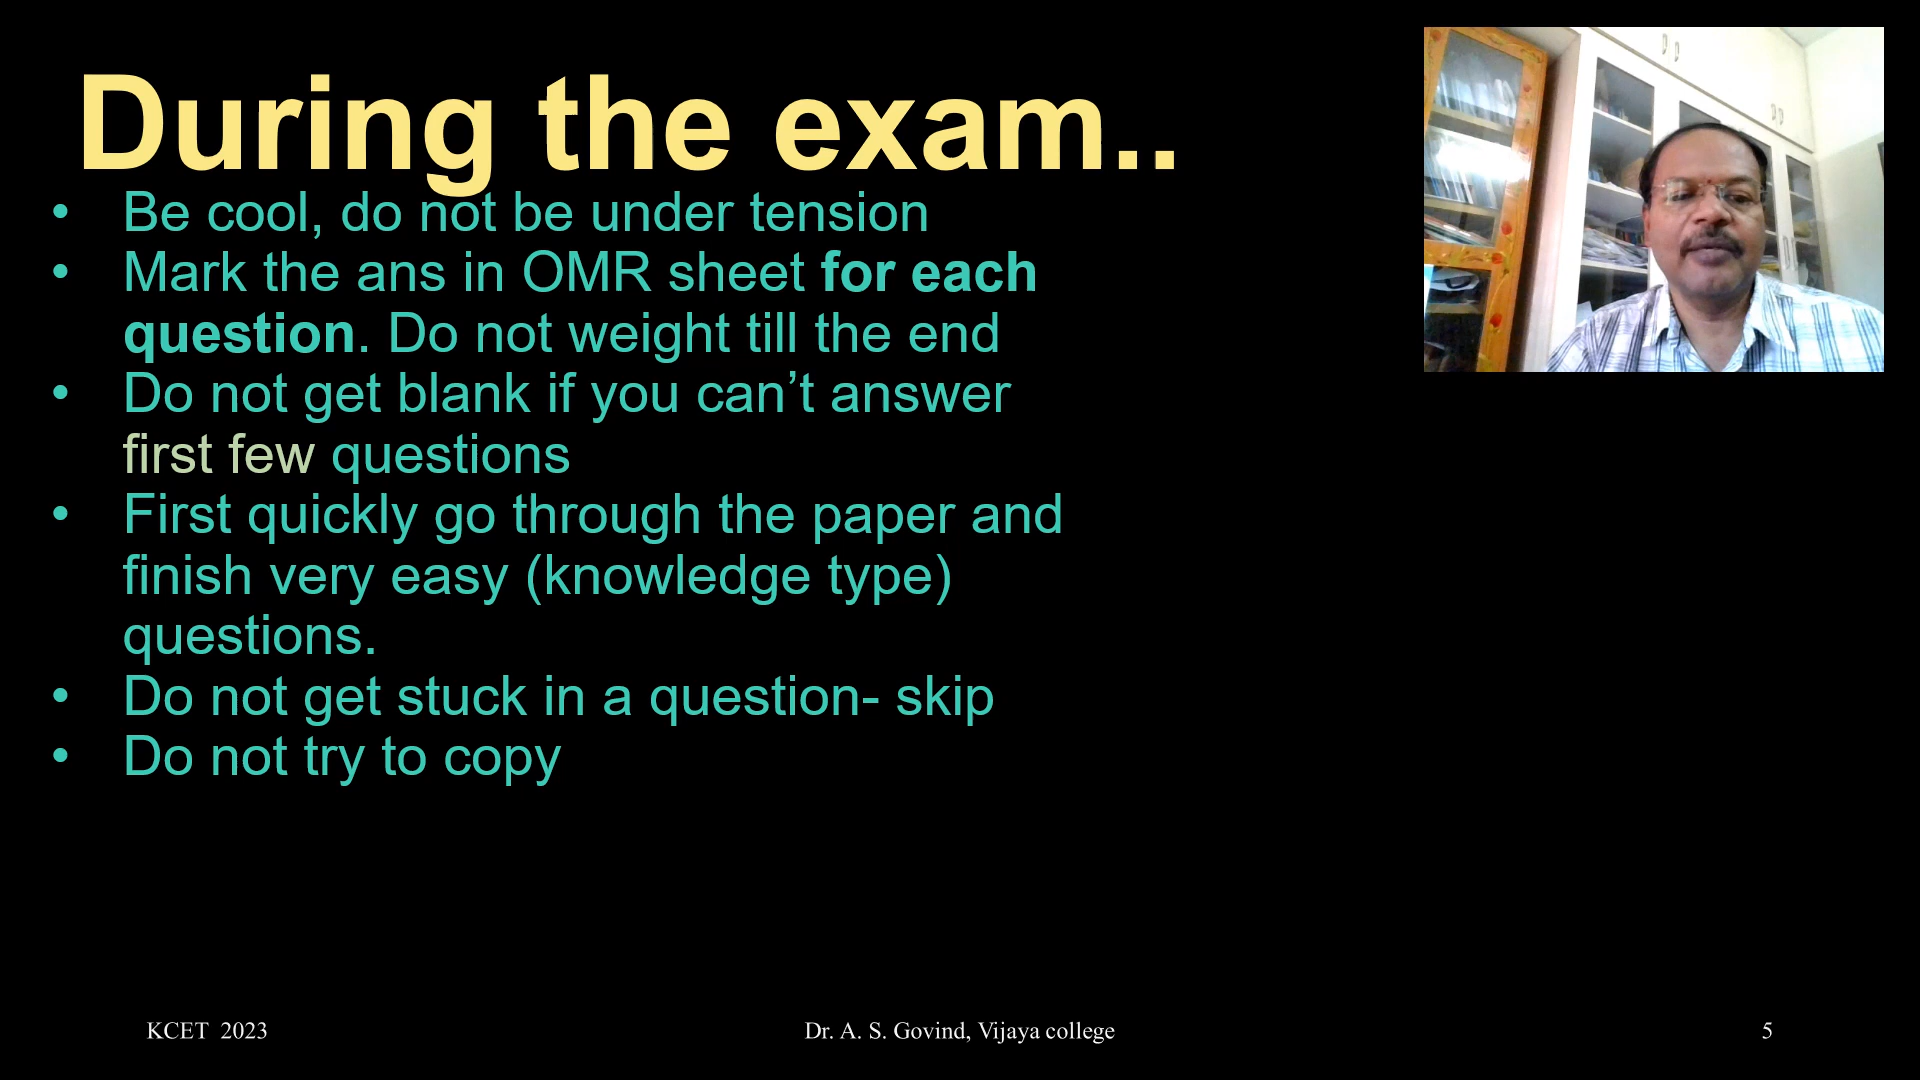 During the exam..
• Be cool, do not be under tension
• Mark the ans in OMR sheet for each
question. Do not weight till the end
• Do not get blank if you can’t answer
first few questions
• First quickly go through the paper and
finish very easy (knowledge type)
questions.
• Do not get stuck in a question- skip
• Do not try to copy
KCET  2023
Dr. A. S. Govind, Vijaya college
5